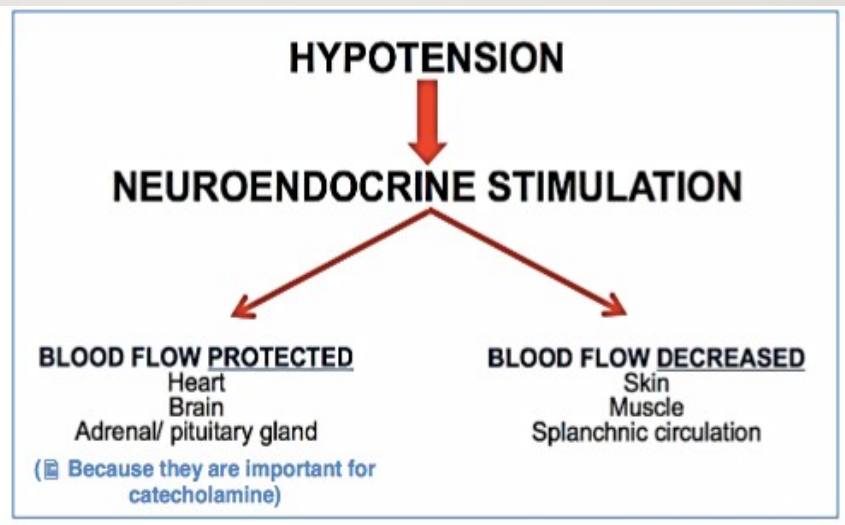 HYPOTENSION
NEUROENDOCRINE STIMULATION
BLOOD FLOW PROTECTED
Heart
Brain
Adrenal/ pituitary gland
( Because they are important for
catecholamine)
BLOOD FLOW DECREASED
Skin
Muscle
Splanchnic circulation